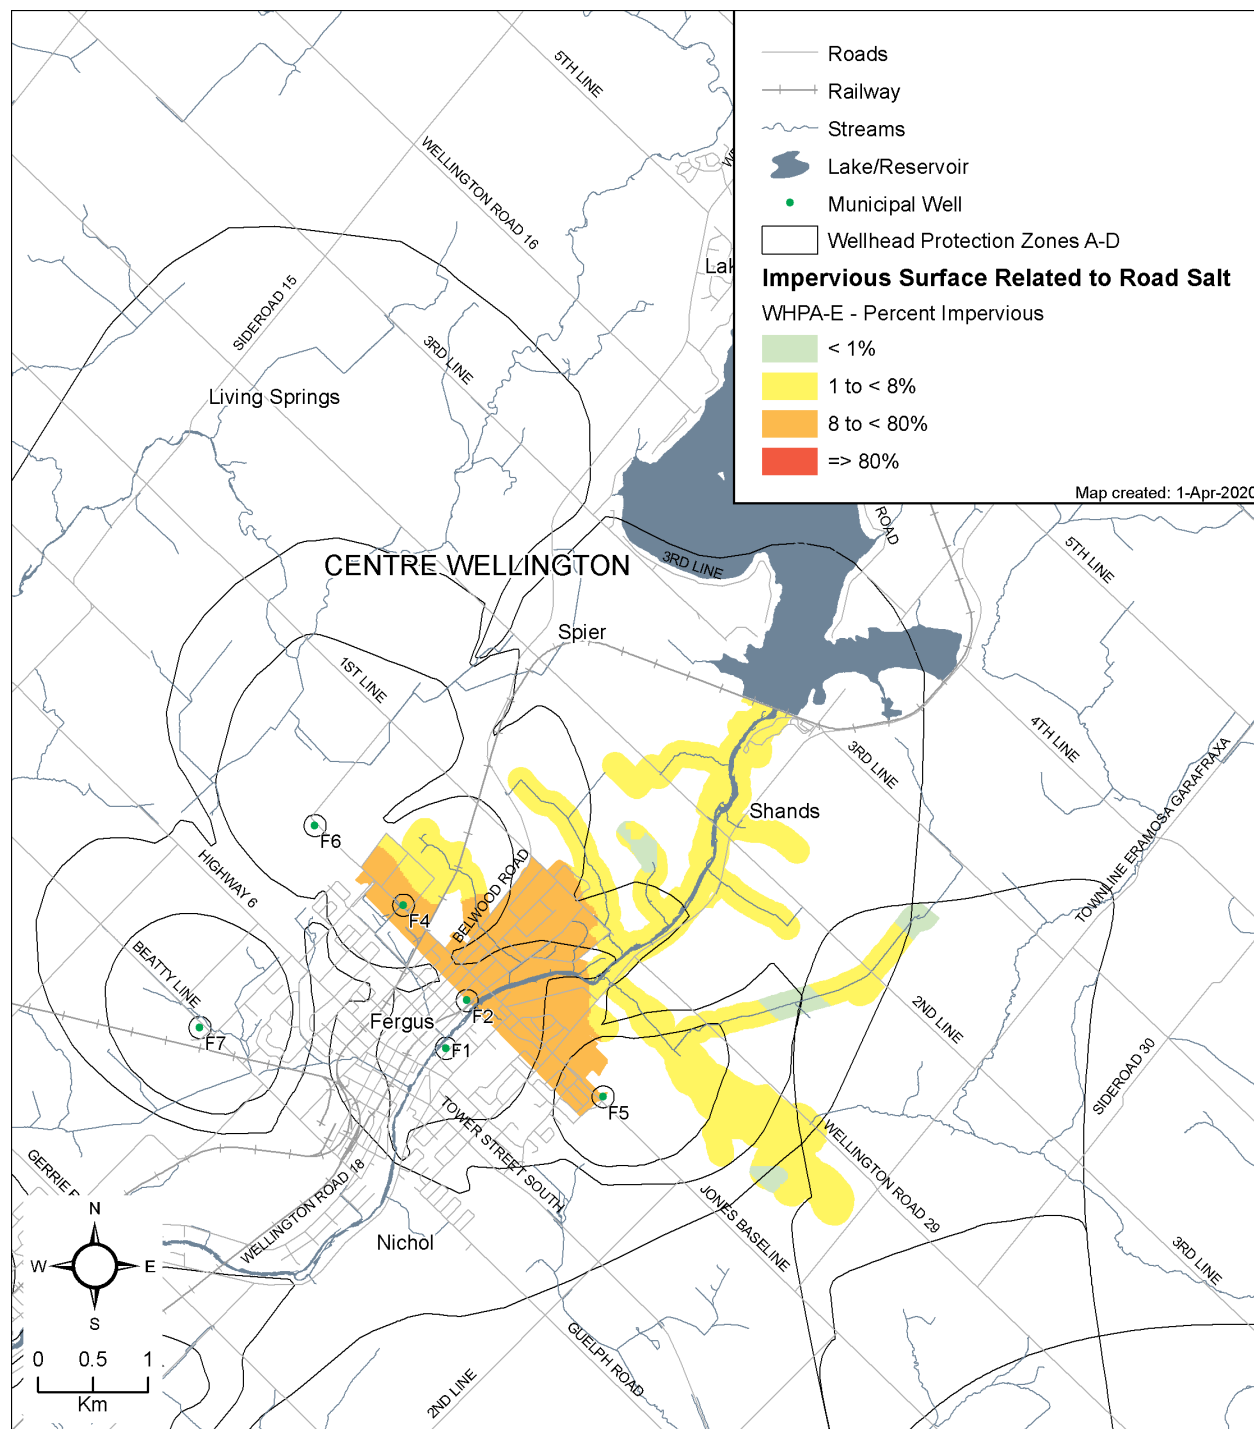 Roads
Railway
Streams
Lake/Reservoir
Municipal Well
Wellhead Protection Zones A-D
Impervious Surface Related to Road Salt
WHPA-E - Percent Impervious
< 1%
1 to < 8%
8 to < 80%
=> 80%
Map created: 1-Apr-2020
5TH LINE
WELLINGTON ROAD 16
SIDEROAD 15
3RD LINE
Living Springs
ROAD
3RD LINE
5TH LINE
CENTRE WELLINGTON
Spier
1ST LINE
3RD LINE
4TH LINE
TOWNLINE ERAMOSA GARAFRAXA
Shands
F6
HIGHWAY 6
F4
BELWOOD ROAD
BEATTY LINE
F7
Fergus
F2
F1
2ND LINE
SIDEROAD 30
F5
TOWER STREET SOUTH
WELLINGTON ROAD 29
GERRIE
WELLINGTON ROAD 18
JONES BASELINE
Nichol
3RD LINE
GUELPH ROAD
2ND LINE
N
W
E
S
0 0.5 1
Km